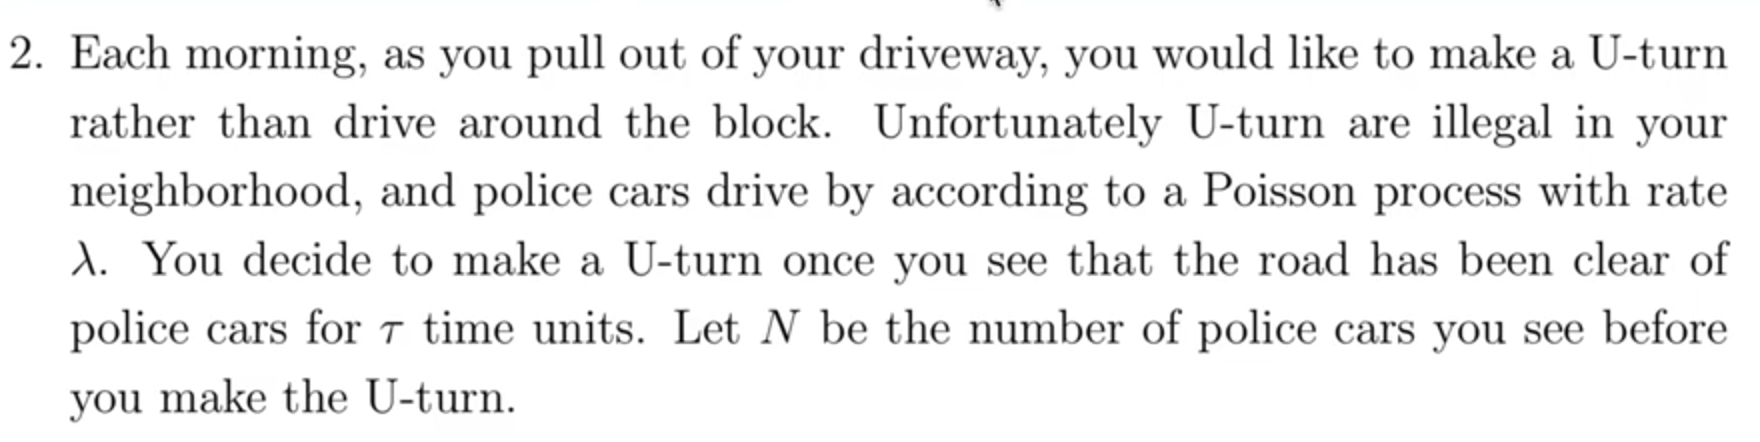 2. Each morning, as you pull out of your driveway, you would like to make a U-turn
rather than drive around the block. Unfortunately U-turn are illegal in your
neighborhood, and police cars drive by according to a Poisson process with rate
λ. You decide to make a U-turn once you see that the road has been clear of
police cars for τ time units. Let N be the number of police cars you see before
you make the U-turn.